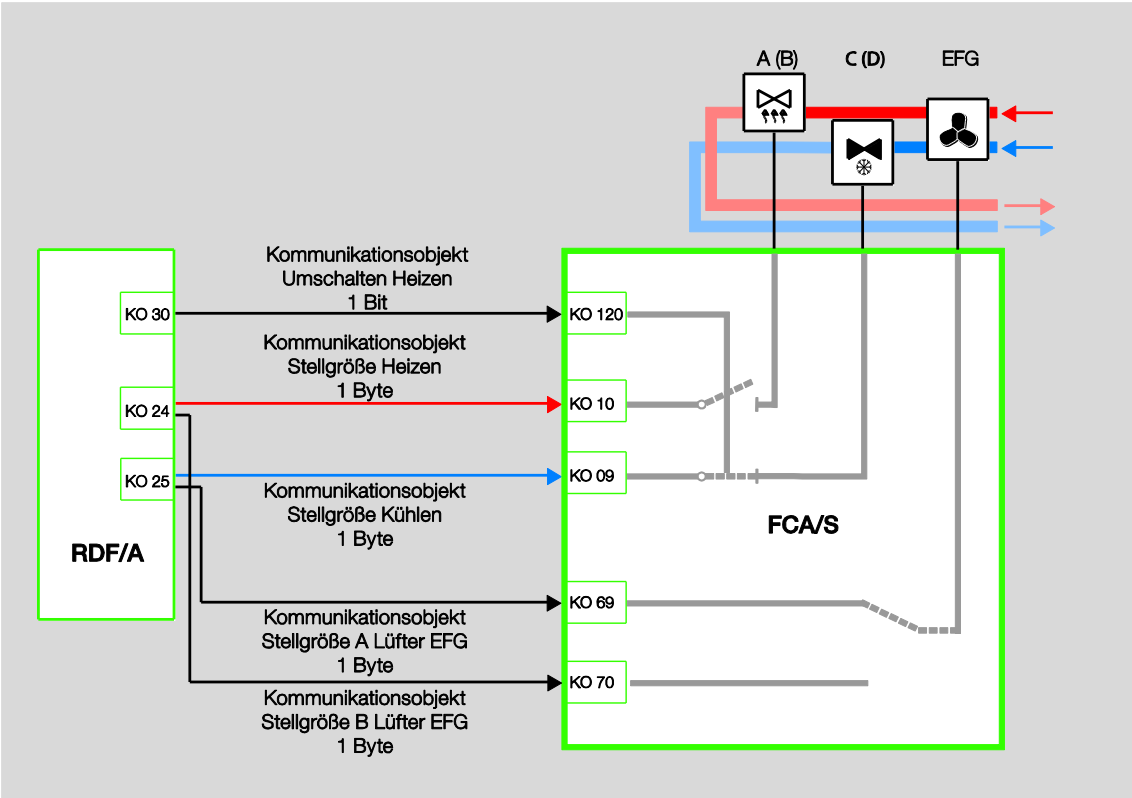 A (B)
C (D)
EFG
Kommunikationsobjekt
Umschalten Heizen
1 Bit
KO 30
KO 120
Kommunikationsobjekt
Stellgröße Heizen
1 Byte
KO 24
KO 10
KO 25
KO 09
Kommunikationsobjekt
Stellgröße Kühlen
1 Byte
FCA/S
RDF/A
KO 69
Kommunikationsobjekt
Stellgröße A Lüfter EFG
1 Byte
KO 70
Kommunikationsobjekt
Stellgröße B Lüfter EFG
1 Byte